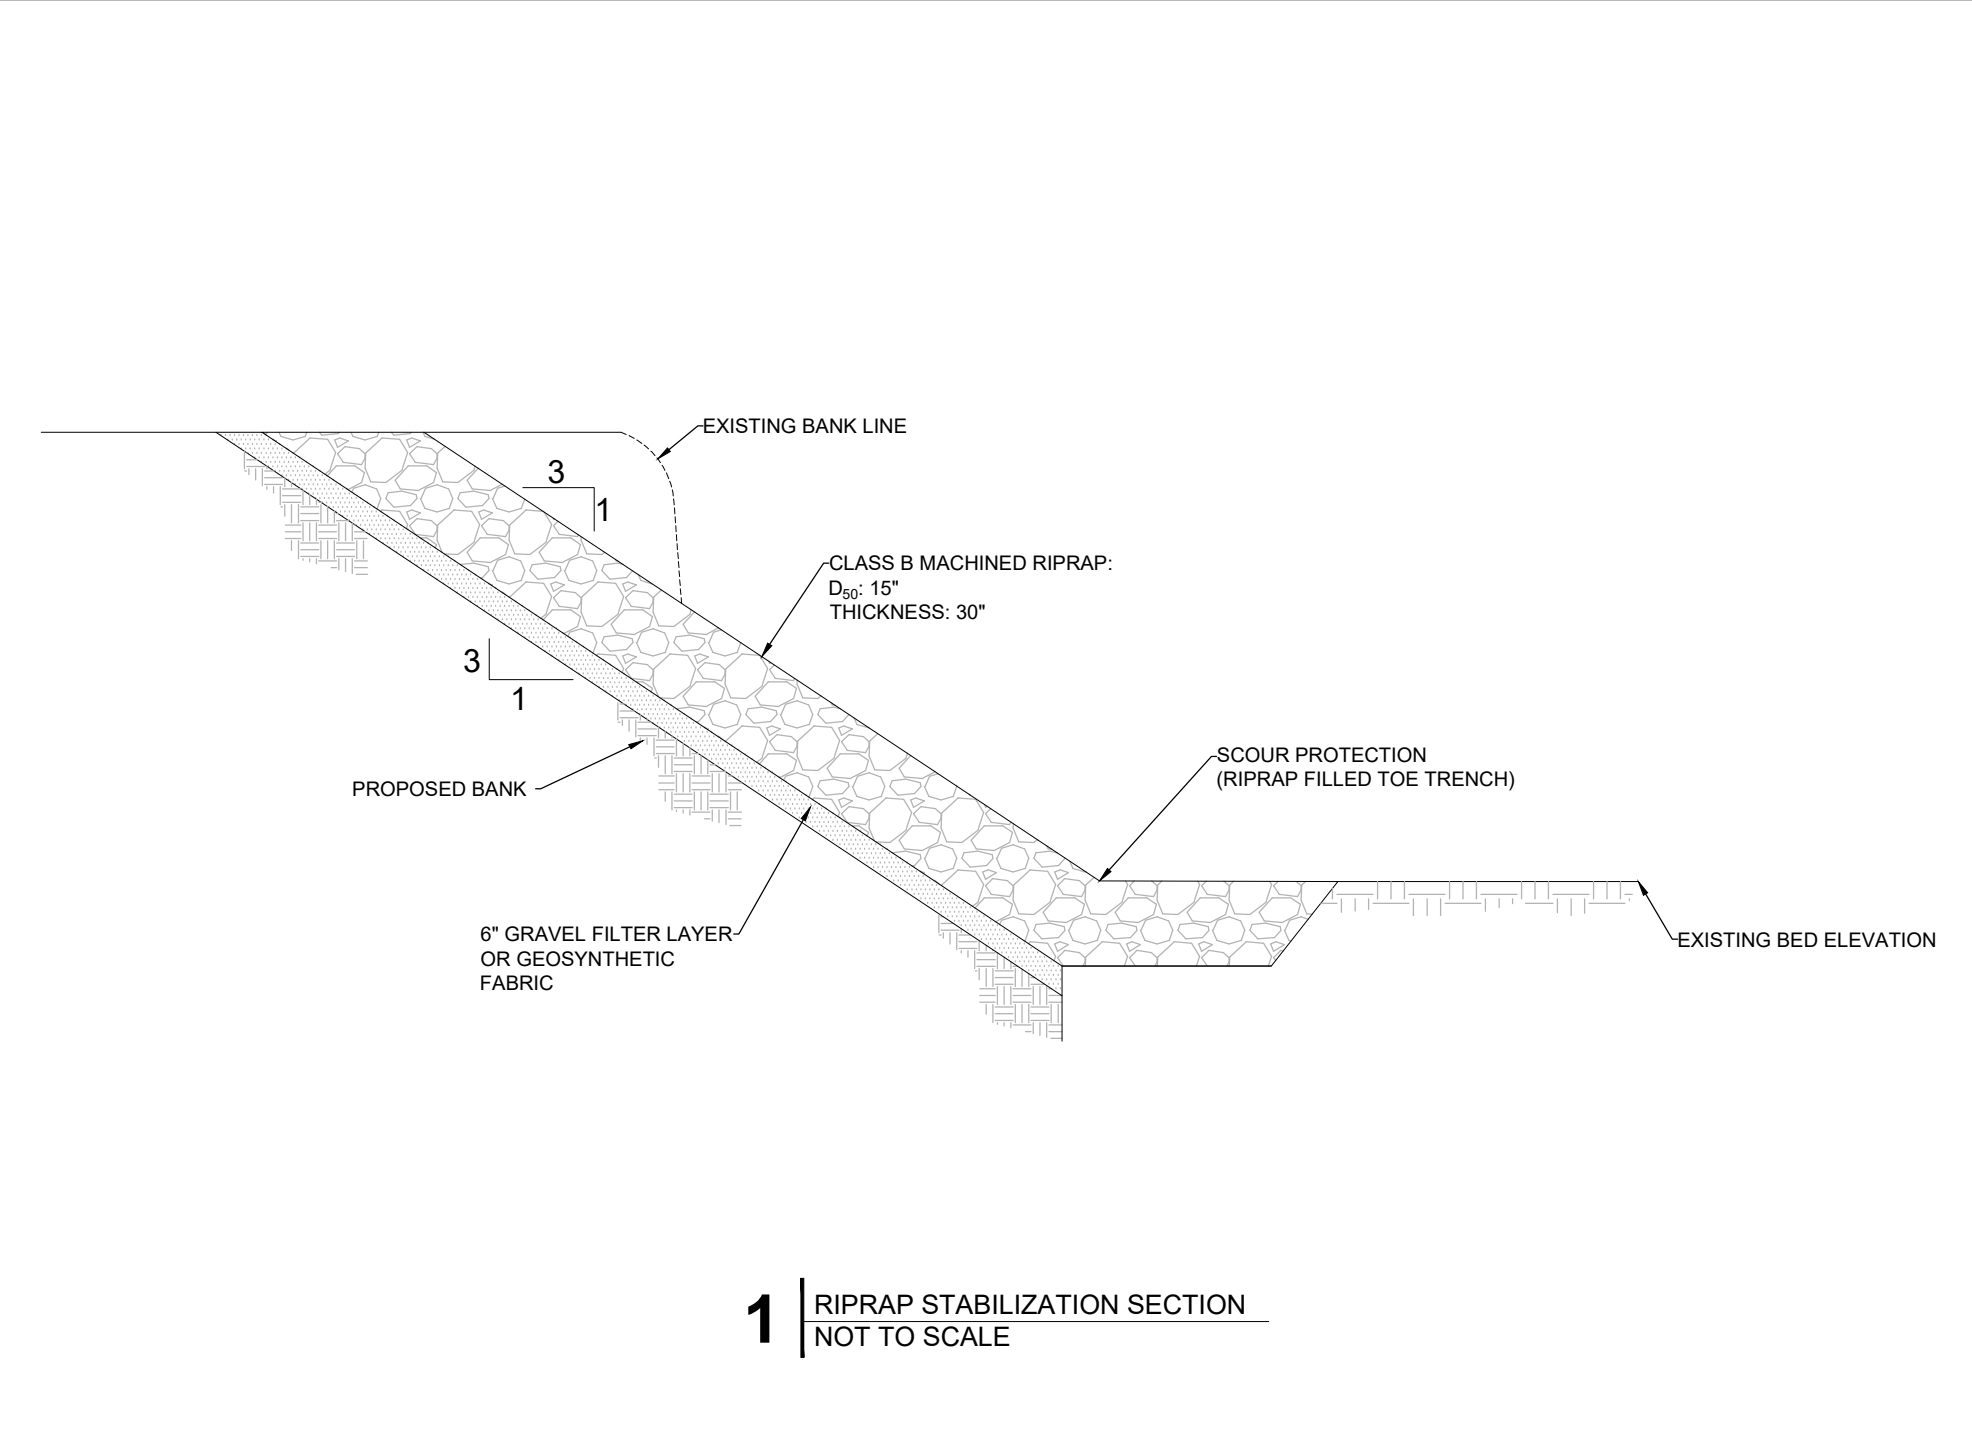 EXISTING BANK LINE
3
1
CLASS B MACHINED RIPRAP:
D50: 15"
THICKNESS: 30"
3
1
SCOUR PROTECTION
(RIPRAP FILLED TOE TRENCH)
PROPOSED BANK
6" GRAVEL FILTER LAYER
OR GEOSYNTHETIC
FABRIC
EXISTING BED ELEVATION
1
RIPRAP STABILIZATION SECTION
NOT TO SCALE